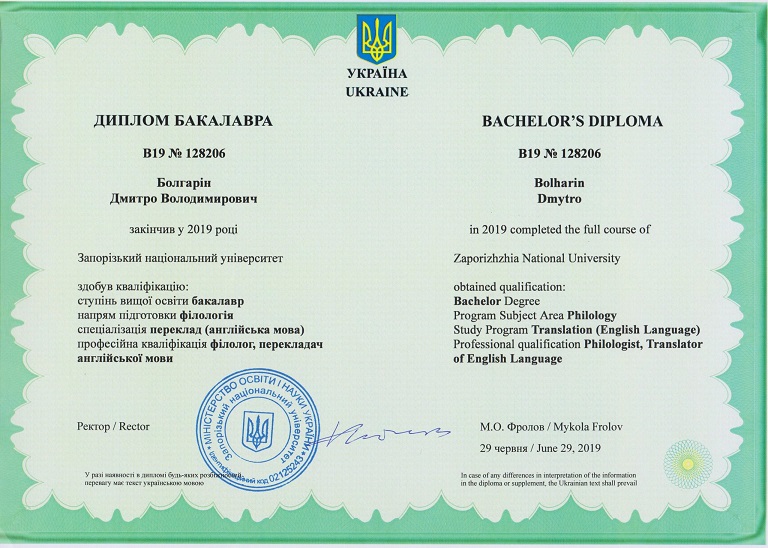 УКРАЇНА
UKRAINE
ДИПЛОМ БАКАЛАВРА
В19 № 128206
Болгарін
Дмитро Володимирович
закінчив у 2019 році
Запорізький національний університет
здобув кваліфікацію:
ступінь вищої освіти бакалавр
напрям підготовки філологія
спеціалізація переклад (англійська мова)
професійна кваліфікація філолог, перекладач
англійської мови
Ректор / Rector
МІНІСТЕРСТВО ОСВІТИ І НАУКИ УКРАЇНИ
Запорізький національний університет
ідентифікаційний код 02125243
У разі наявності в дипломі будь-яких розбіжностей
перевагу має текст українською мовою
BACHELOR'S DIPLOMA
B19 № 128206
Bolharin
Dmytro
in 2019 completed the full course of
Zaporizhzhia National University
obtained qualification:
Bachelor Degree
Program Subject Area Philology
Study Program Translation (English Language)
Professional qualification Philologist, Translator
of English Language
М.О. Фролов / Mykola Frolov
29 червня / June 29, 2019
In case of any differences in interpretation of the information
in the diploma or supplement, the Ukrainian text shall prevail